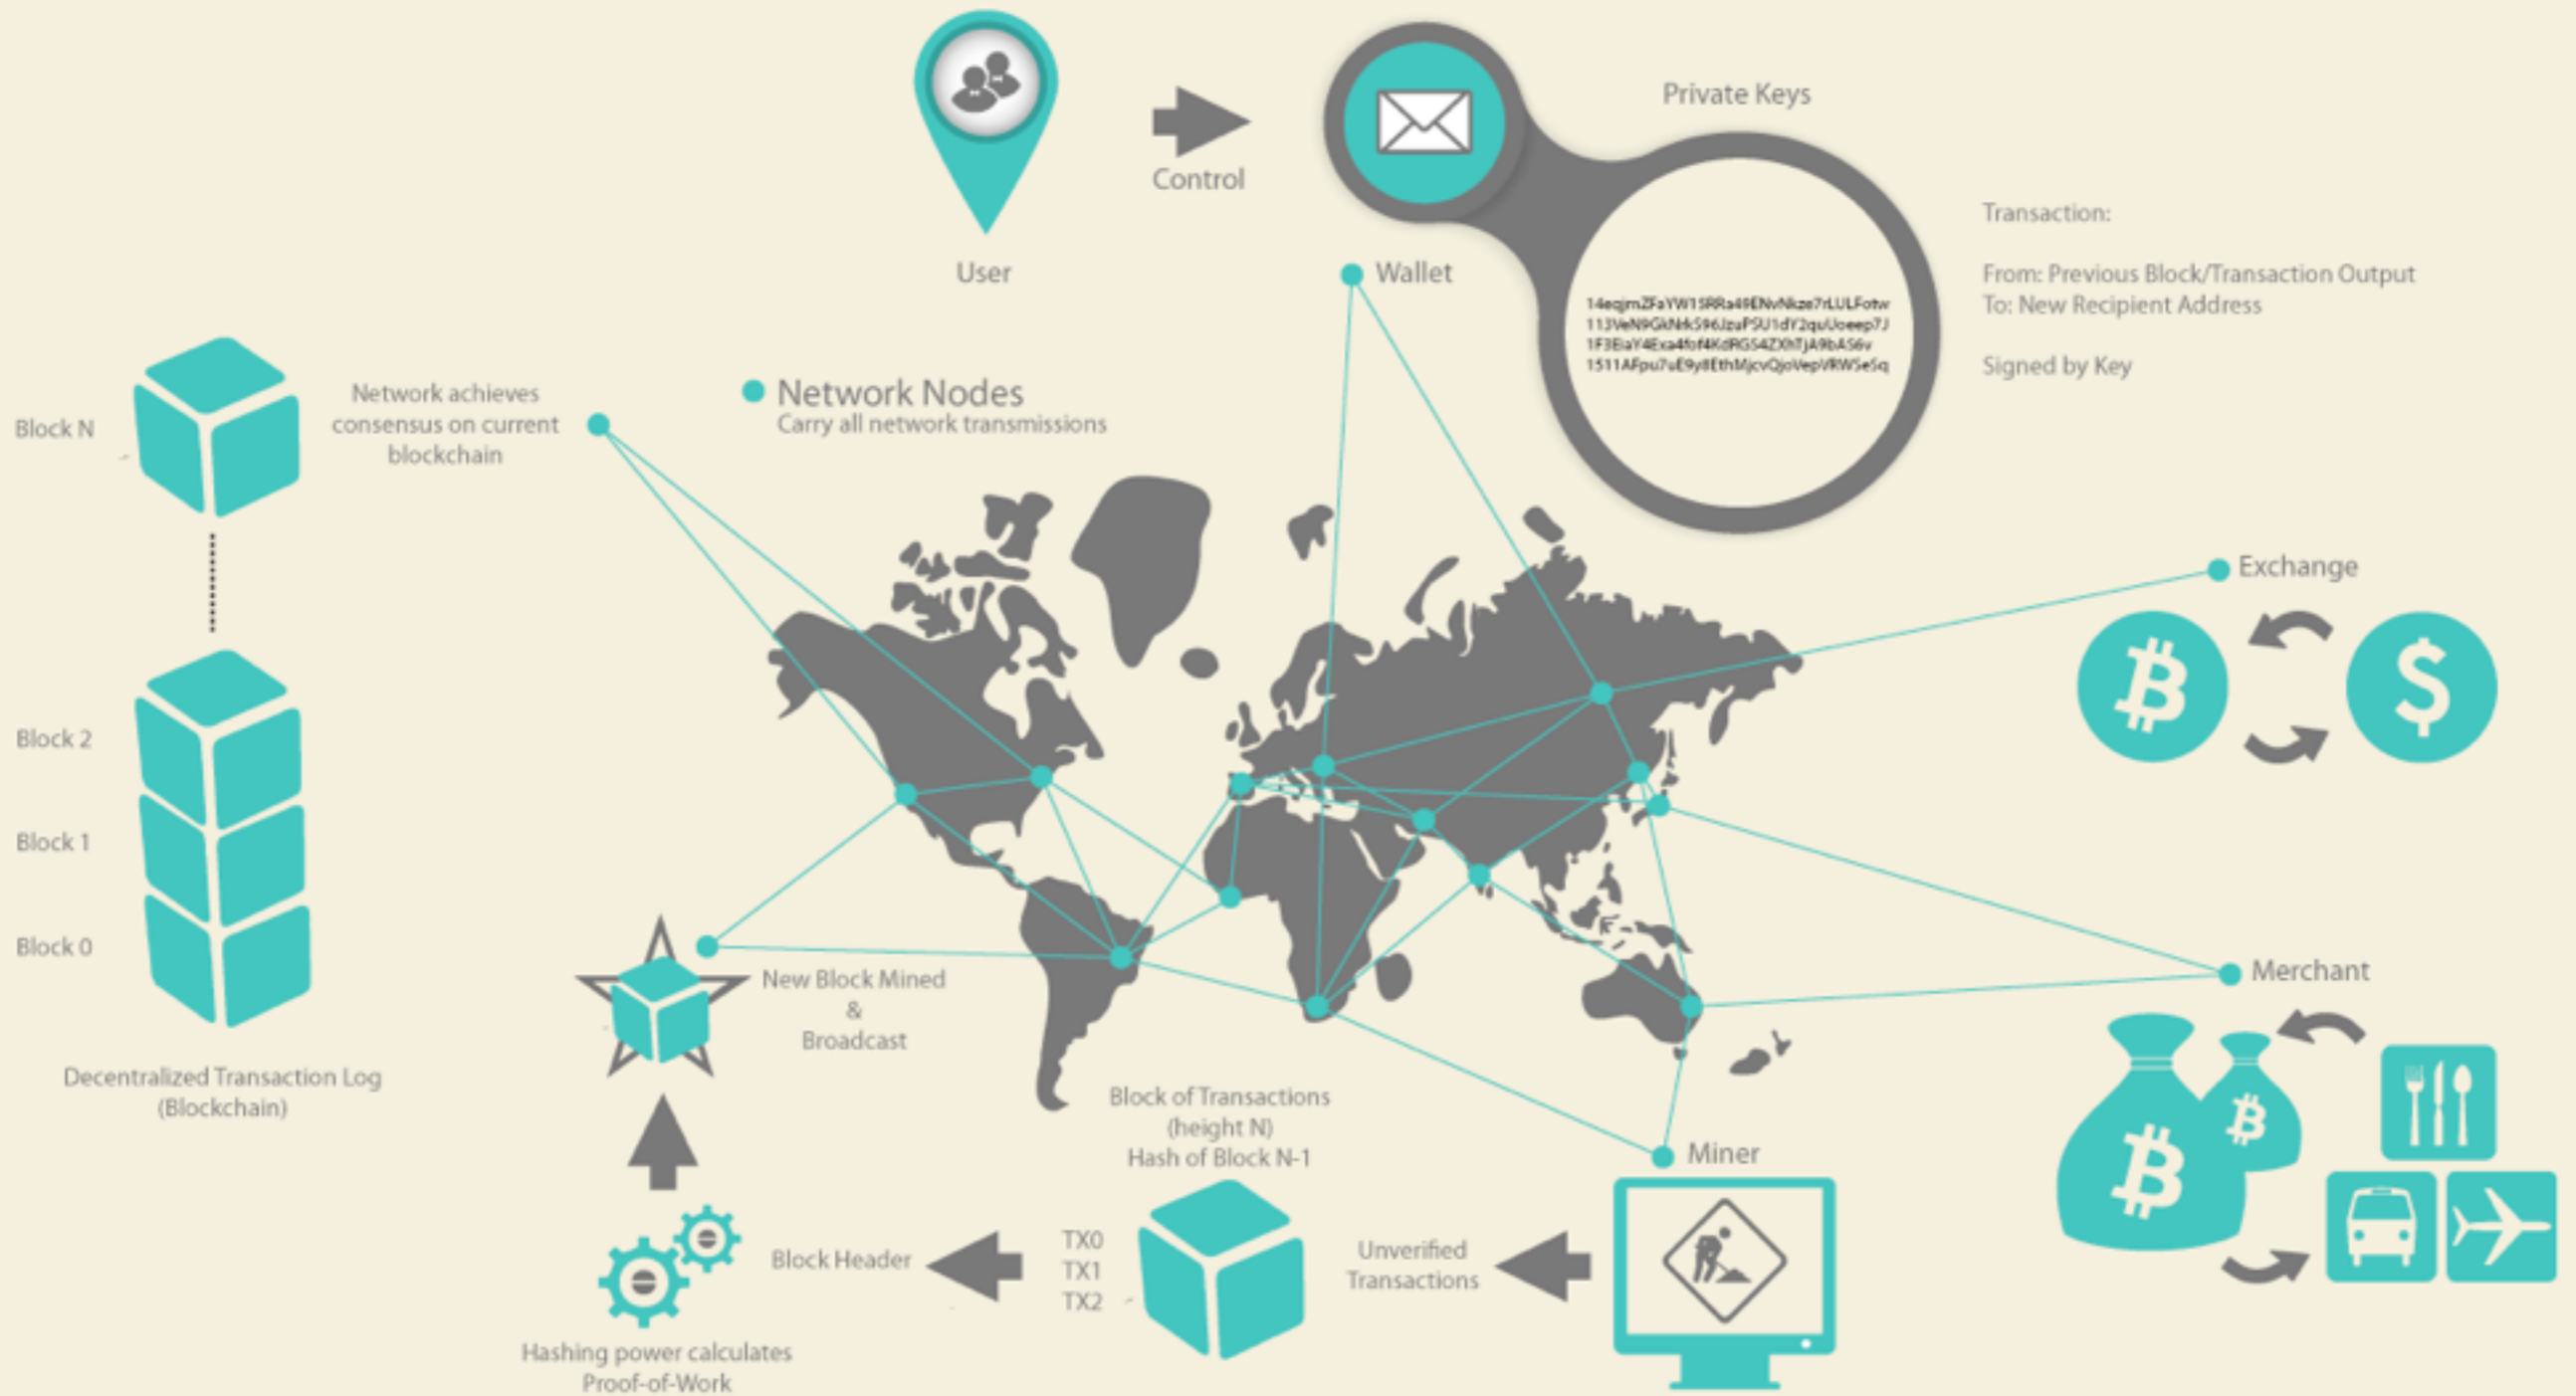 User
Control
Wallet
Private Keys
Transaction:
From: Previous Block/Transaction Output
To: New Recipient Address
Signed by Key
Block N
Network achieves
consensus on current
blockchain
Network Nodes
Carry all network transmissions
Block 2
Block 1
Block 0
Decentralized Transaction Log
(Blockchain)
Exchange
Merchant
New Block Mined
&
Broadcast
Block of Transactions
(height N)
Hash of Block N-1
Miner
Unverified
Transactions
TX0
TX1
TX2
Block Header
Hashing power calculates
Proof-of-Work